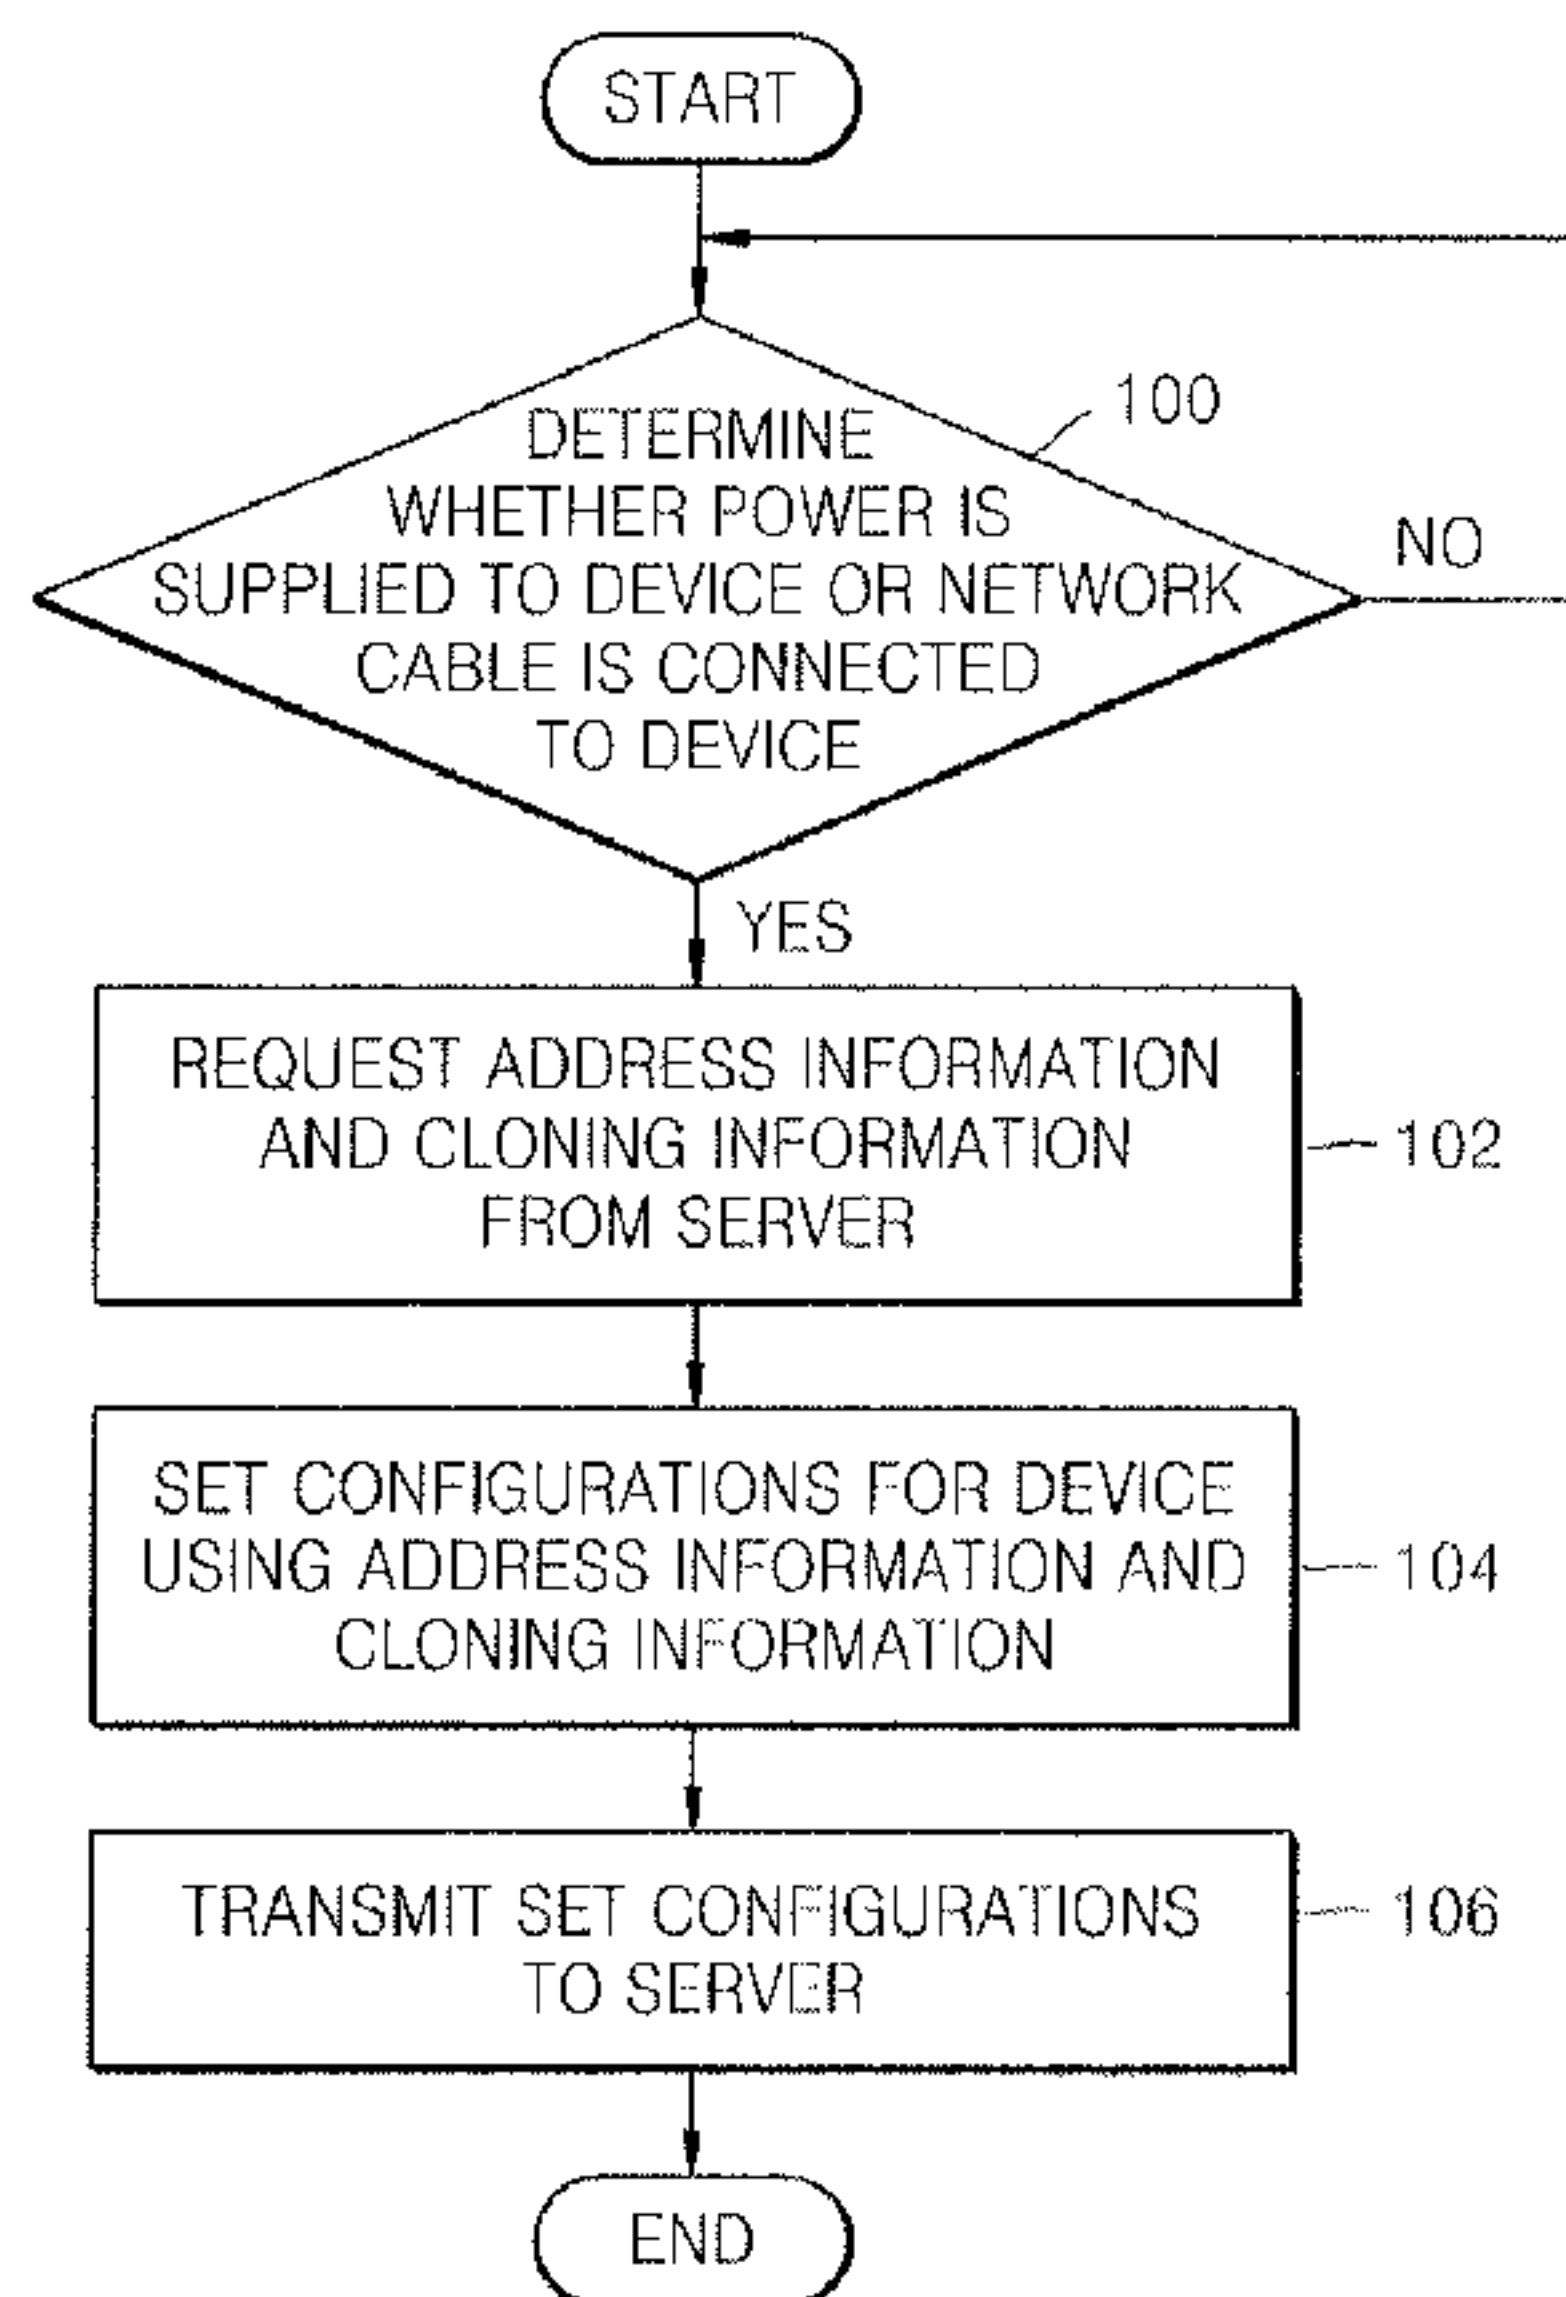 START
100
DETERMINE
WHETHER POWER IS
SUPPLIED TO DEVICE OR NETWORK
CABLE IS CONNECTED
TO DEVICE
NO
YES
REQUEST ADDRESS INFORMATION
AND CLONING INFORMATION
FROM SERVER
102
SET CONFIGURATIONS FOR DEVICE
USING ADDRESS INFORMATION AND
CLONING INFORMATION
104
TRANSMIT SET CONFIGURATIONS
TO SERVER
106
END